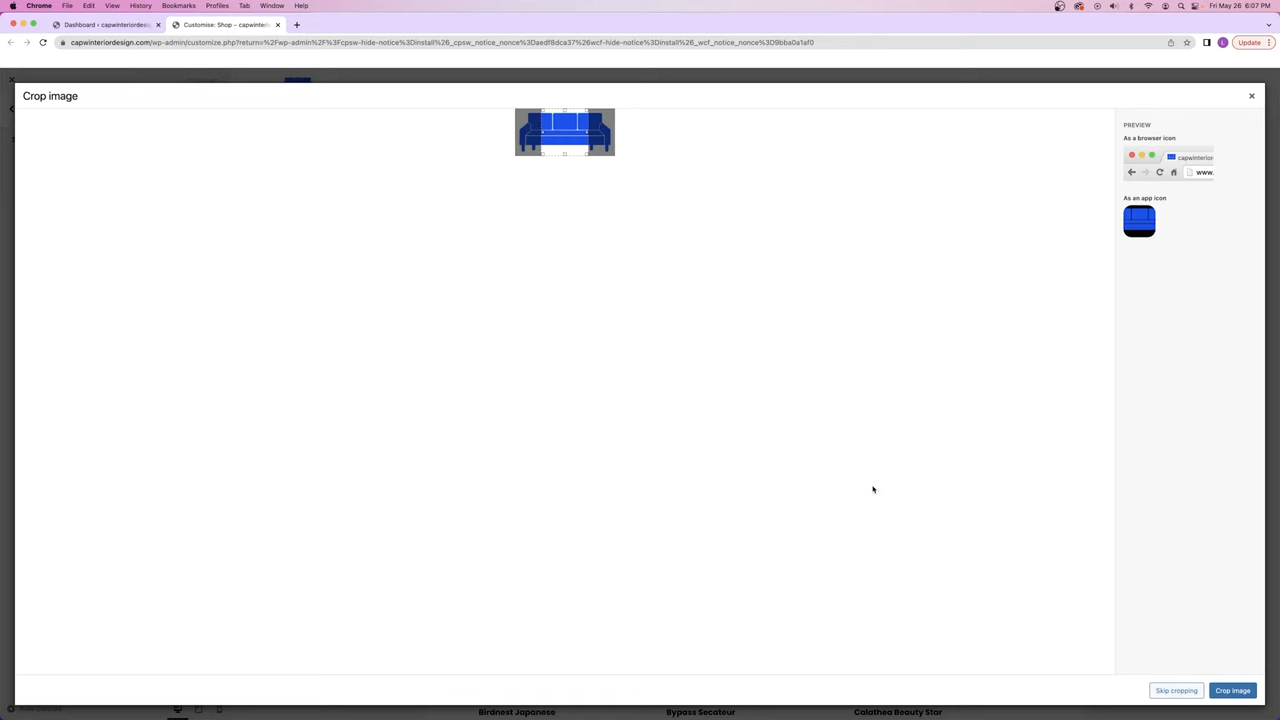 Chrome File Edit View History Bookmarks Profiles Tab Window Help
Fri May 26 6:07 PM
Dashboard ‹ capwinteriordesig
Customise: Shop – capwinterio
capwinteriordesign.com/wp-admin/customize.php?return=%2Fwp-admin%2F%3Fcpsw-hide-notice%3Dinstall%26_cpsw_notice_nonce%3Daedf8dca37%26wcf-hide-notice%3Dinstall%26_wcf_notice_nonce%3D9bba0a1af0
L
Update
Crop image
PREVIEW
As a browser icon
capwinterior
www.
As an app icon
Skip cropping
Crop image
Birdnest Japanese
Bypass Secateur
Calathea Beauty Star